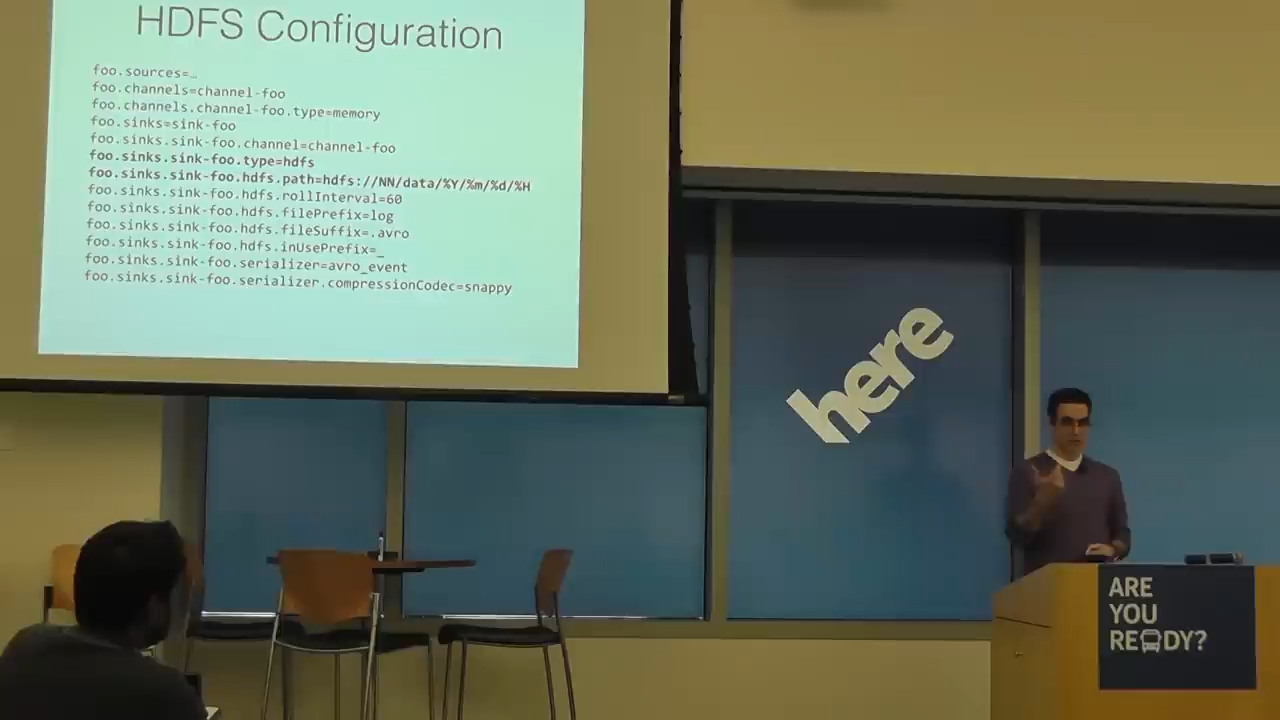 HDFS Configuration
foo.sources=…
foo.channels=channel-foo
foo.channels.channel-foo.type=memory
foo.sinks=sink-foo
foo.sinks.sink-foo.channel=channel-foo
foo.sinks.sink-foo.type=hdfs
foo.sinks.sink-foo.hdfs.path=hdfs://NN/data/%Y/%m/%d/%H
foo.sinks.sink-foo.hdfs.rollInterval=60
foo.sinks.sink-foo.hdfs.filePrefix=log
foo.sinks.sink-foo.hdfs.fileSuffix=.avro
foo.sinks.sink-foo.hdfs.inUsePrefix=_
foo.sinks.sink-foo.serializer=avro_event
foo.sinks.sink-foo.serializer.compressionCodec=snappy
here
ARE
YOU
READY?